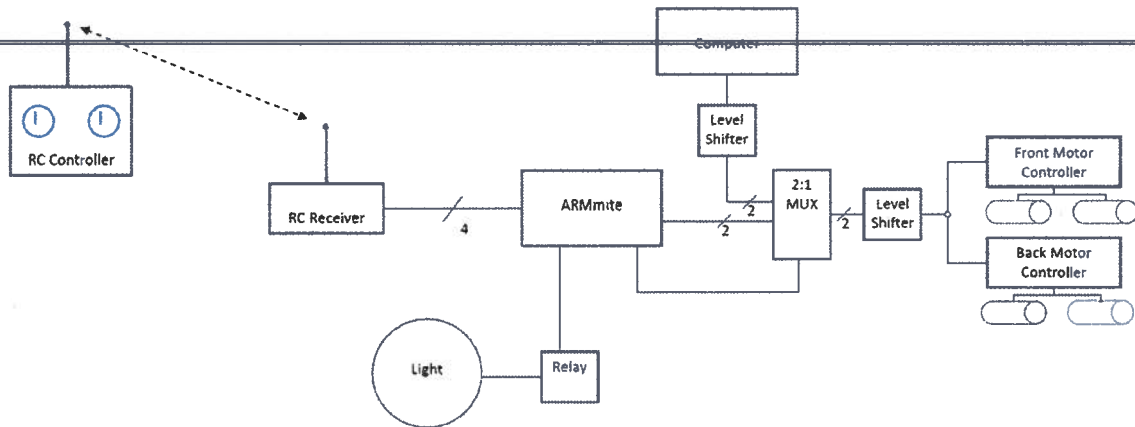 Computer
Level
Shifter
RC Controller
Front Motor
Controller
2:1
MUX
Level
Shifter
ARMmite
RC Receiver
4
2
2
2
Back Motor
Controller
Light
Relay